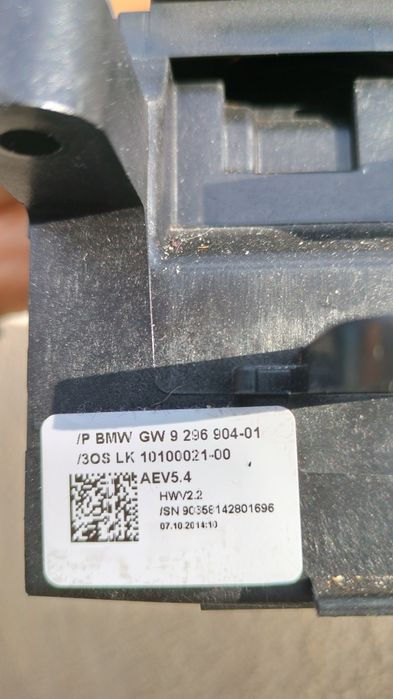 /P BMW GW 9 296 904-01
/3OS LK 10100021-00
AEV5.4
HWV2.2
/SN 90358142801696
07.10.2014:10